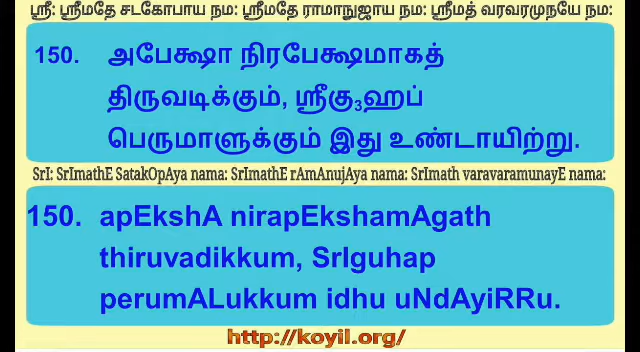 ஸ்ரீ: ஸ்ரீமதே சடகோபாய நம: ஸ்ரீமதே ராமாநுஜாய நம: ஸ்ரீமத் வரவரமுநயே நம:
150. அபேக்ஷா நிரபேக்ஷமாகத்
திருவடிக்கும், ஸ்ரீகு3ஹப்
பெருமாளுக்கும் இது உண்டாயிற்று.
SrI: SrImathE SatakOpAya nama: SrImathE rAmAnujAya nama: SrImath varavaramunayE nama:
150. apEkshA nirapEkshamAgath
thiruvadikkum, SrIguhap
perumALukkum idhu uNdAyiRRu.
http://koyil.org/